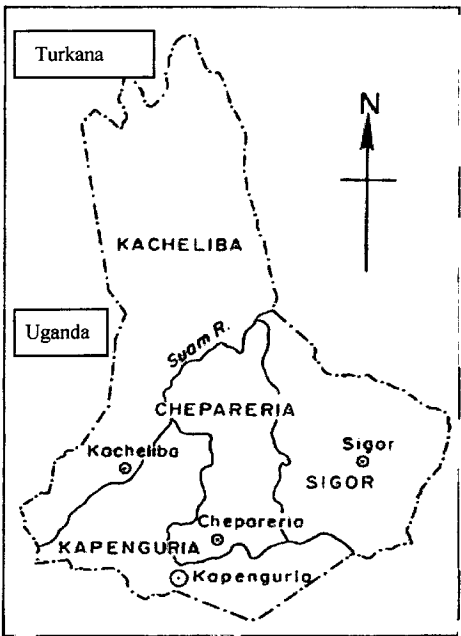 Turkana
N
KACHELIBA
Uganda
Suam R.
CHEPARERIA
Kacheliba
Sigor
SIGOR
Chepareria
KAPENGURIA
Kapenguria